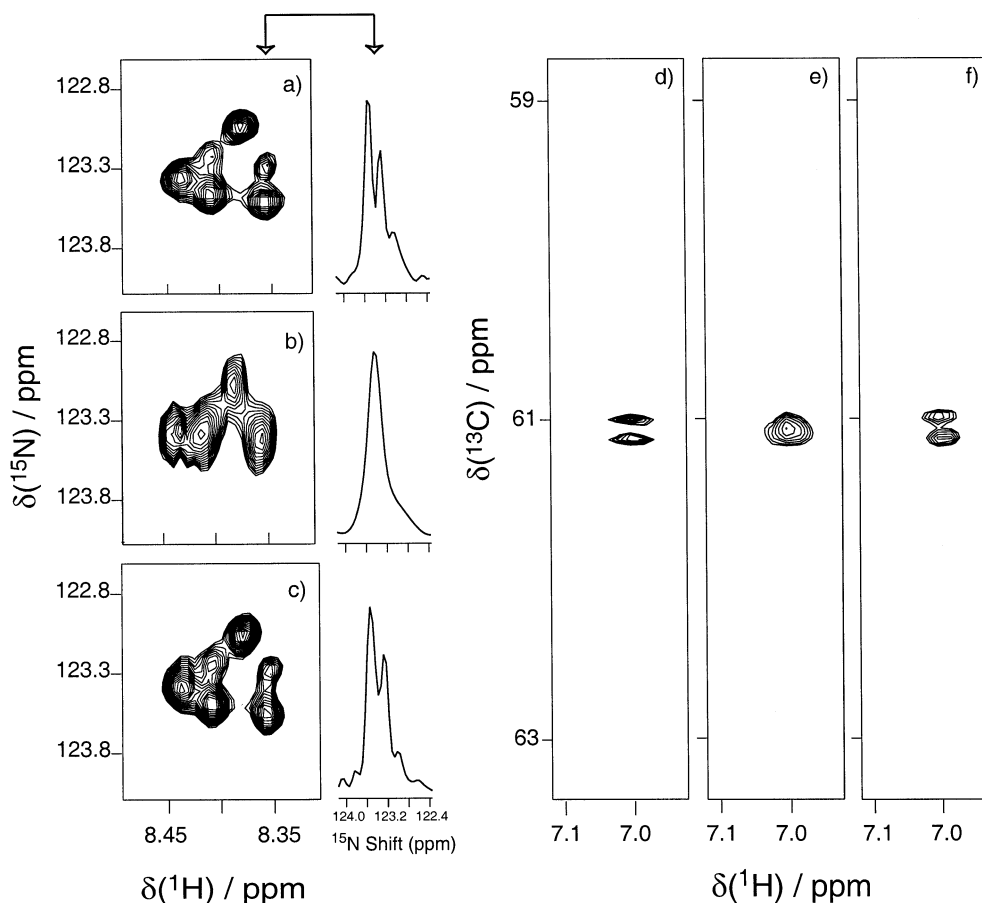 a)
122.8
123.3
123.8
b)
122.8
123.3
123.8
c)
122.8
123.3
123.8
8.45 8.35
δ(¹⁵N) / ppm
δ(¹H) / ppm
124.0 123.2 122.4
¹⁵N Shift (ppm)
d) e) f)
59
61
63
δ(¹³C) / ppm
7.1 7.0 7.1 7.0 7.1 7.0
δ(¹H) / ppm